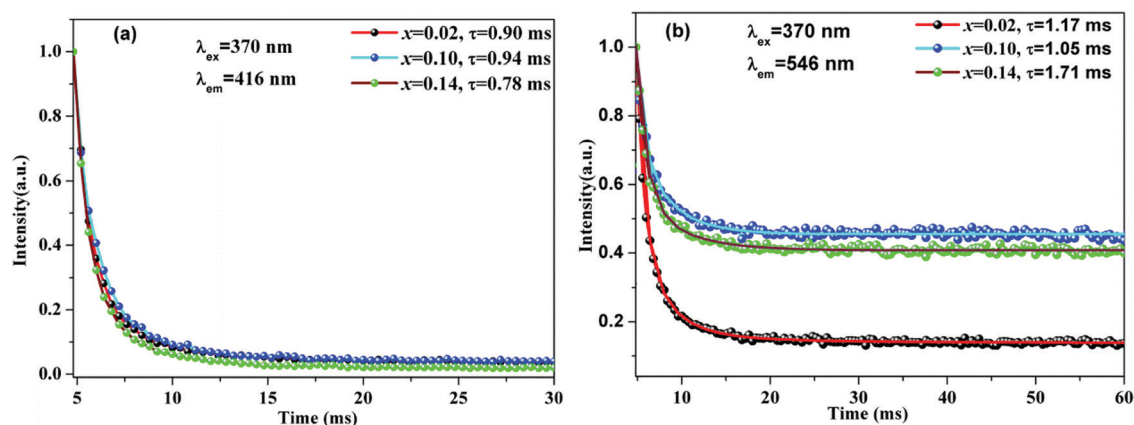 (a)
λex=370 nm
λem=416 nm
x=0.02, τ=0.90 ms
x=0.10, τ=0.94 ms
x=0.14, τ=0.78 ms
Intensity(a.u.)
1.0
0.8
0.6
0.4
0.2
0.0
5
10
15
20
25
30
Time (ms)
(b)
λex=370 nm
λem=546 nm
x=0.02, τ=1.17 ms
x=0.10, τ=1.05 ms
x=0.14, τ=1.71 ms
Intensity(a.u.)
1.0
0.8
0.6
0.4
0.2
10
20
30
40
50
60
Time (ms)